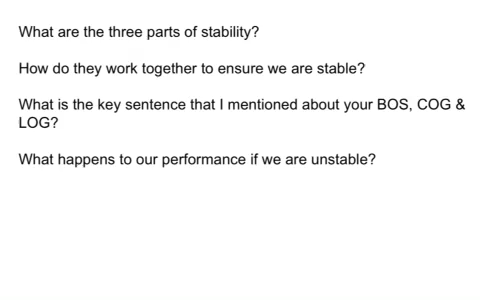 What are the three parts of stability?
How do they work together to ensure we are stable?
What is the key sentence that I mentioned about your BOS, COG &
LOG?
What happens to our performance if we are unstable?